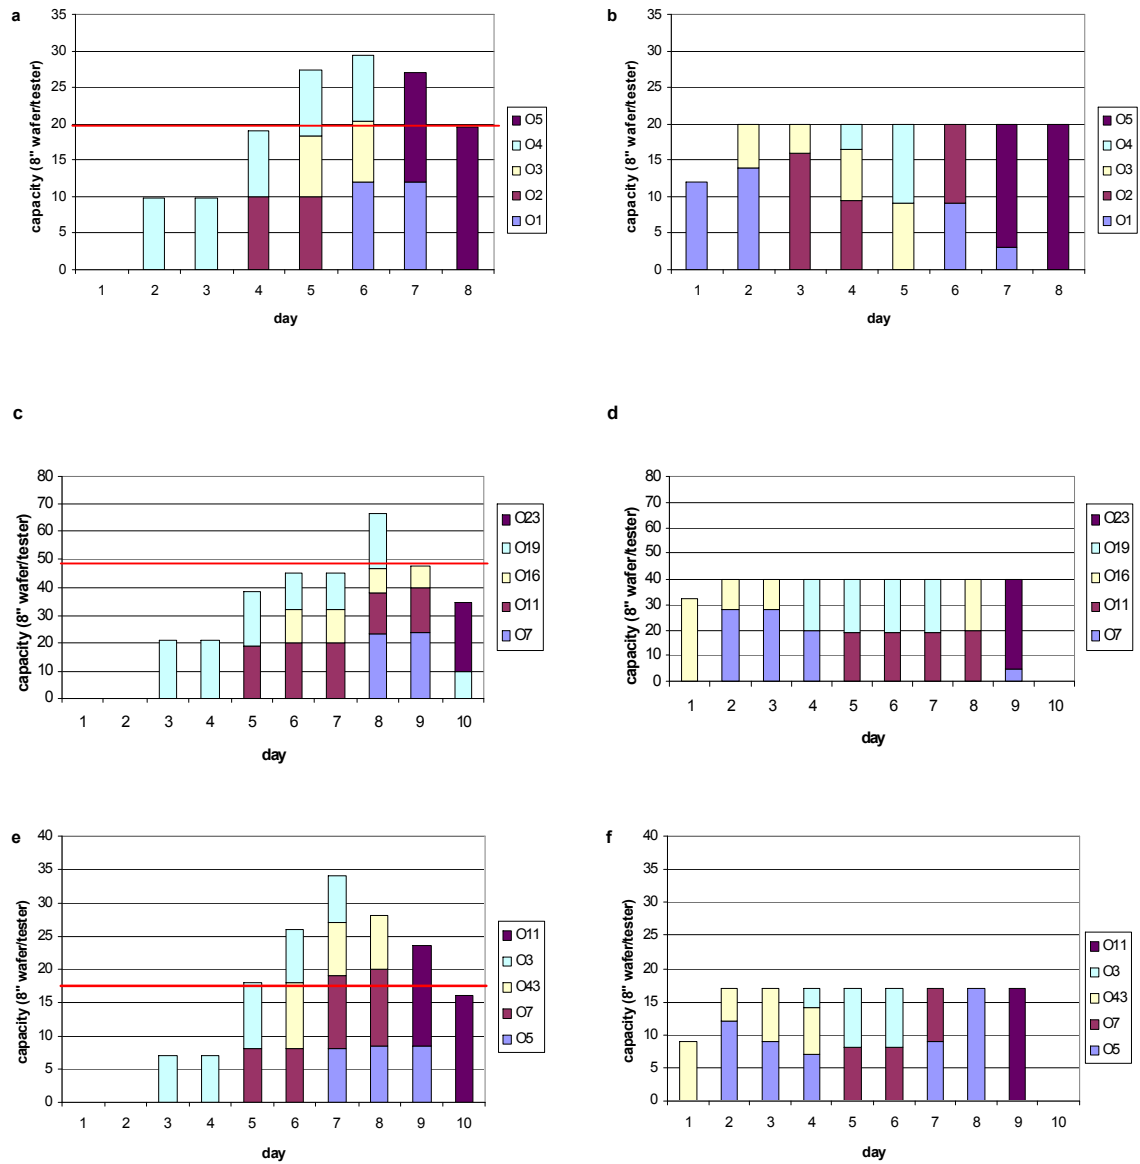 a
35
30
25
20
15
10
5
0
capacity (8" wafer/tester)
1 2 3 4 5 6 7 8
day
O5
O4
O3
O2
O1
b
35
30
25
20
15
10
5
0
capacity (8" wafer/tester)
1 2 3 4 5 6 7 8
day
O5
O4
O3
O2
O1
c
80
70
60
50
40
30
20
10
0
capacity (8" wafer/tester)
1 2 3 4 5 6 7 8 9 10
day
O23
O19
O16
O11
O7
d
80
70
60
50
40
30
20
10
0
capacity (8" wafer/tester)
1 2 3 4 5 6 7 8 9 10
day
O23
O19
O16
O11
O7
e
40
35
30
25
20
15
10
5
0
capacity (8" wafer/tester)
1 2 3 4 5 6 7 8 9 10
day
O11
O3
O43
O7
O5
f
40
35
30
25
20
15
10
5
0
capacity (8" wafer/tester)
1 2 3 4 5 6 7 8 9 10
day
O11
O3
O43
O7
O5